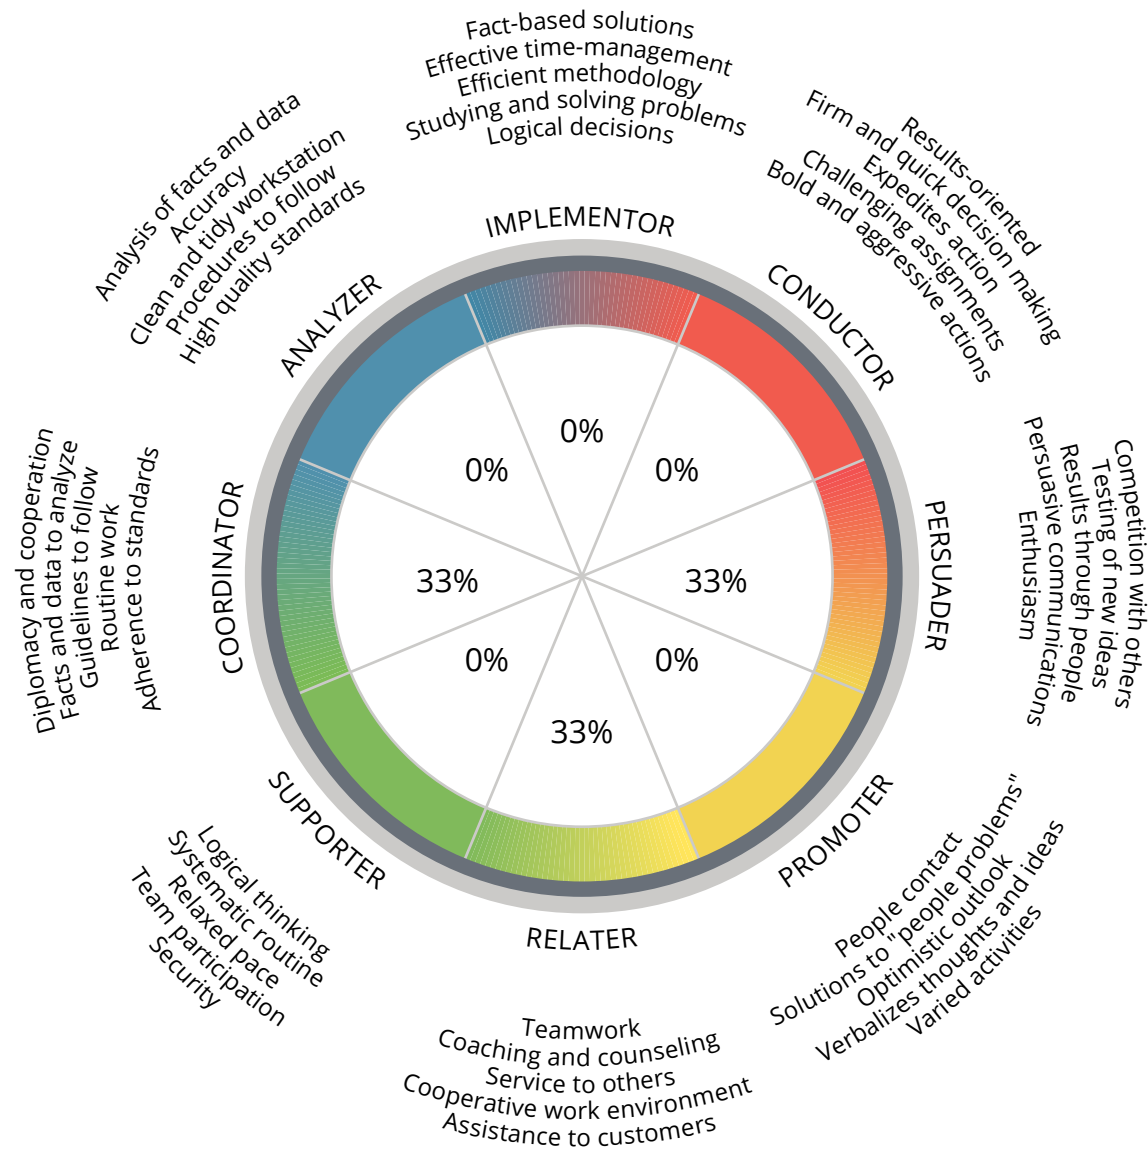 Fact-based solutions
Effective time-management
Efficient methodology
Studying and solving problems
Logical decisions
IMPLEMENTOR
Results-oriented
Firm and quick decision making
Expedites action
Challenging assignments
Bold and aggressive actions
CONDUCTOR
Competition with others
Testing of new ideas
Results through people
Persuasive communications
Enthusiasm
PERSUADER
People contact
Solutions to "people problems"
Optimistic outlook
Verbalizes thoughts and ideas
Varied activities
PROMOTER
RELATER
Teamwork
Coaching and counseling
Service to others
Cooperative work environment
Assistance to customers
SUPPORTER
Logical thinking
Systematic routine
Relaxed pace
Team participation
Security
COORDINATOR
Diplomacy and cooperation
Facts and data to analyze
Guidelines to follow
Routine work
Adherence to standards
ANALYZER
Analysis of facts and data
Accuracy
Clean and tidy workstation
Procedures to follow
High quality standards
0%
0%
0%
33%
33%
0%
0%
33%